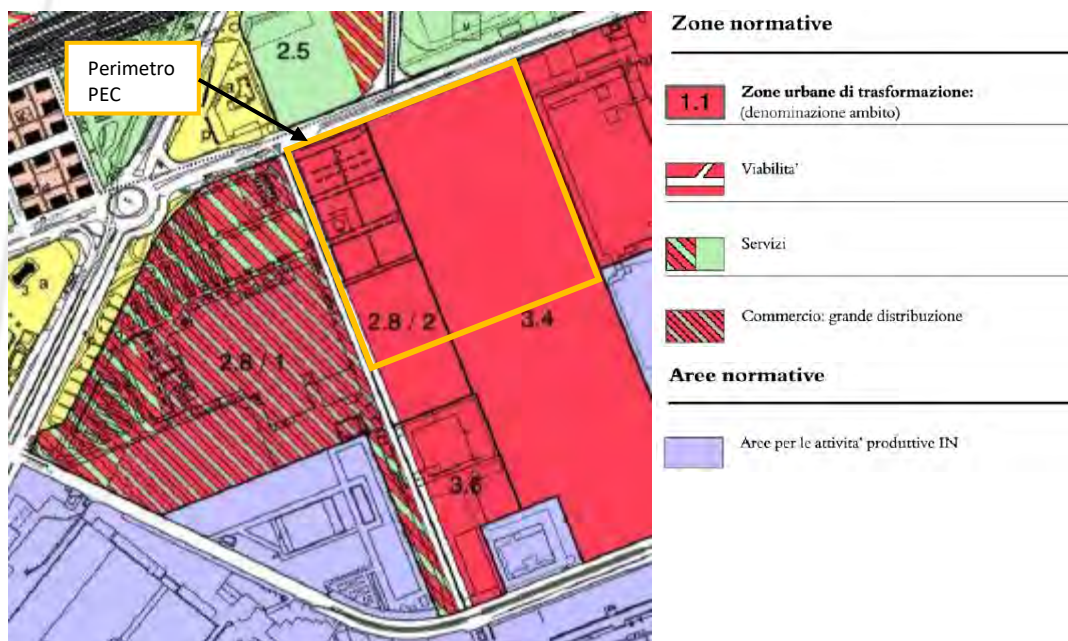 Perimetro
PEC
2.5
a
a
2.8 / 2
3.4
2.8 / 1
3.6
Zone normative
1.1
Zone urbane di trasformazione:
(denominazione ambito)
Viabilita'
Servizi
Commercio: grande distribuzione
Aree normative
Aree per le attivita' produttive IN